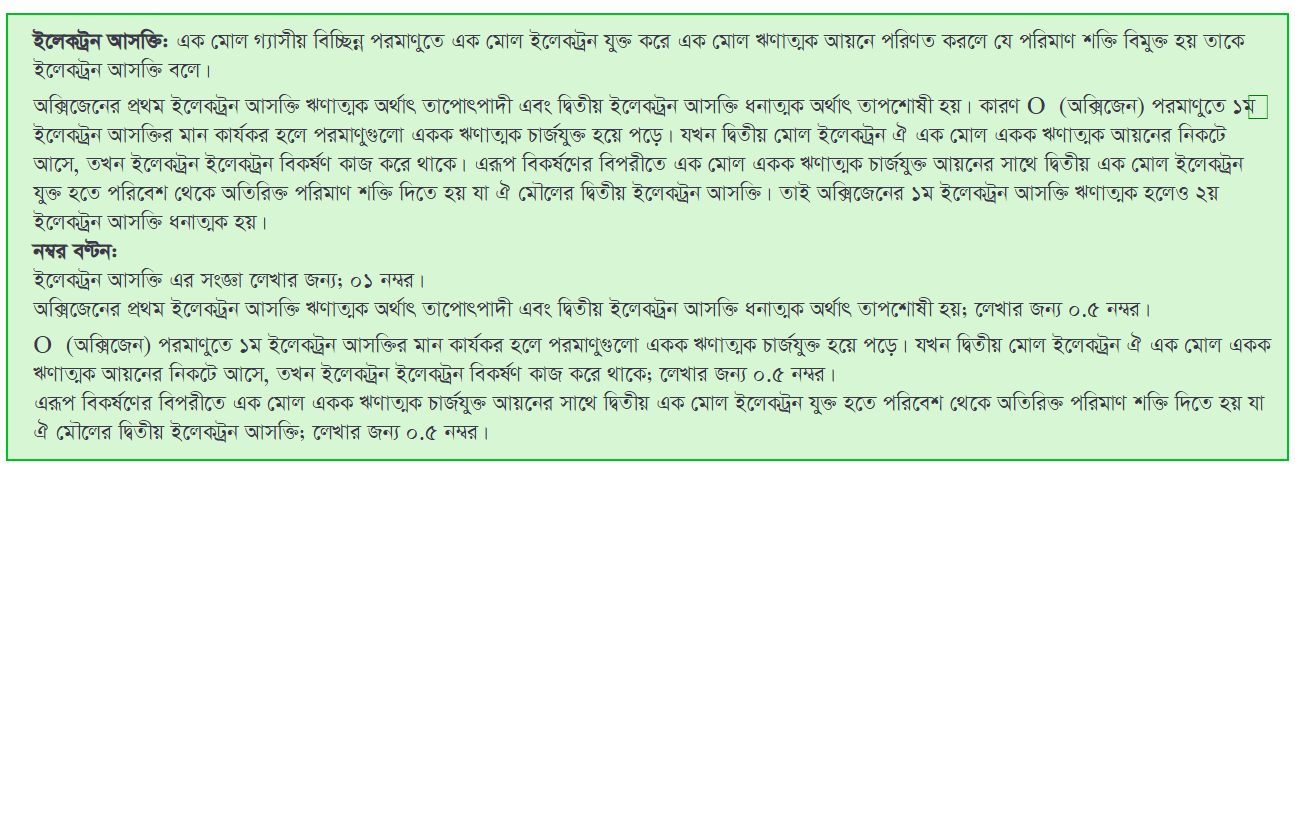 ইলেকট্রন আসক্তি: এক মোল গ্যাসীয় বিচ্ছিন্ন পরমাণুতে এক মোল ইলেকট্রন যুক্ত করে এক মোল ঋণাত্মক আয়নে পরিণত করলে যে পরিমাণ শক্তি বিমুক্ত হয় তাকে
ইলেকট্রন আসক্তি বলে।
অক্সিজেনের প্রথম ইলেকট্রন আসক্তি ঋণাত্মক অর্থাৎ তাপোৎপাদী এবং দ্বিতীয় ইলেকট্রন আসক্তি ধনাত্মক অর্থাৎ তাপশোষী হয়। কারণ O (অক্সিজেন) পরমাণুতে ১ম
ইলেকট্রন আসক্তির মান কার্যকর হলে পরমাণুগুলো একক ঋণাত্মক চার্জযুক্ত হয়ে পড়ে। যখন দ্বিতীয় মোল ইলেকট্রন ঐ এক মোল একক ঋণাত্মক আয়নের নিকটে
আসে, তখন ইলেকট্রন ইলেকট্রন বিকর্ষণ কাজ করে থাকে। এরূপ বিকর্ষণের বিপরীতে এক মোল একক ঋণাত্মক চার্জযুক্ত আয়নের সাথে দ্বিতীয় এক মোল ইলেকট্রন
যুক্ত হতে পরিবেশ থেকে অতিরিক্ত পরিমাণ শক্তি দিতে হয় যা ঐ মৌলের দ্বিতীয় ইলেকট্রন আসক্তি। তাই অক্সিজেনের ১ম ইলেকট্রন আসক্তি ঋণাত্মক হলেও ২য়
ইলেকট্রন আসক্তি ধনাত্মক হয়।
নম্বর বণ্টন:
ইলেকট্রন আসক্তি এর সংজ্ঞা লেখার জন্য; ০১ নম্বর।
অক্সিজেনের প্রথম ইলেকট্রন আসক্তি ঋণাত্মক অর্থাৎ তাপোৎপাদী এবং দ্বিতীয় ইলেকট্রন আসক্তি ধনাত্মক অর্থাৎ তাপশোষী হয়; লেখার জন্য ০.৫ নম্বর।
O (অক্সিজেন) পরমাণুতে ১ম ইলেকট্রন আসক্তির মান কার্যকর হলে পরমাণুগুলো একক ঋণাত্মক চার্জযুক্ত হয়ে পড়ে। যখন দ্বিতীয় মোল ইলেকট্রন ঐ এক মোল একক
ঋণাত্মক আয়নের নিকটে আসে, তখন ইলেকট্রন ইলেকট্রন বিকর্ষণ কাজ করে থাকে; লেখার জন্য ০.৫ নম্বর।
এরূপ বিকর্ষণের বিপরীতে এক মোল একক ঋণাত্মক চার্জযুক্ত আয়নের সাথে দ্বিতীয় এক মোল ইলেকট্রন যুক্ত হতে পরিবেশ থেকে অতিরিক্ত পরিমাণ শক্তি দিতে হয় যা
ঐ মৌলের দ্বিতীয় ইলেকট্রন আসক্তি; লেখার জন্য ০.৫ নম্বর।